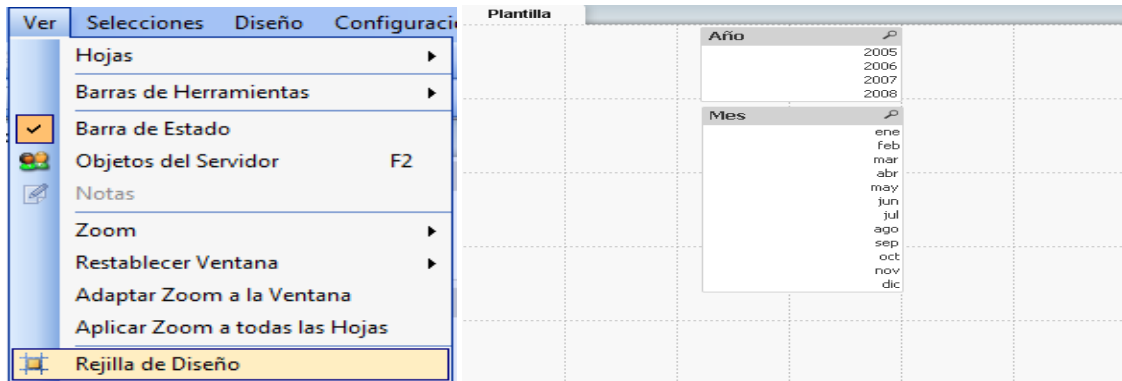 Ver Selecciones Diseño Configuraci
Hojas
Barras de Herramientas
Barra de Estado
Objetos del Servidor F2
Notas
Zoom
Restablecer Ventana
Adaptar Zoom a la Ventana
Aplicar Zoom a todas las Hojas
Rejilla de Diseño
Plantilla
Año
2005
2006
2007
2008
Mes
ene
feb
mar
abr
may
jun
jul
ago
sep
oct
nov
dic